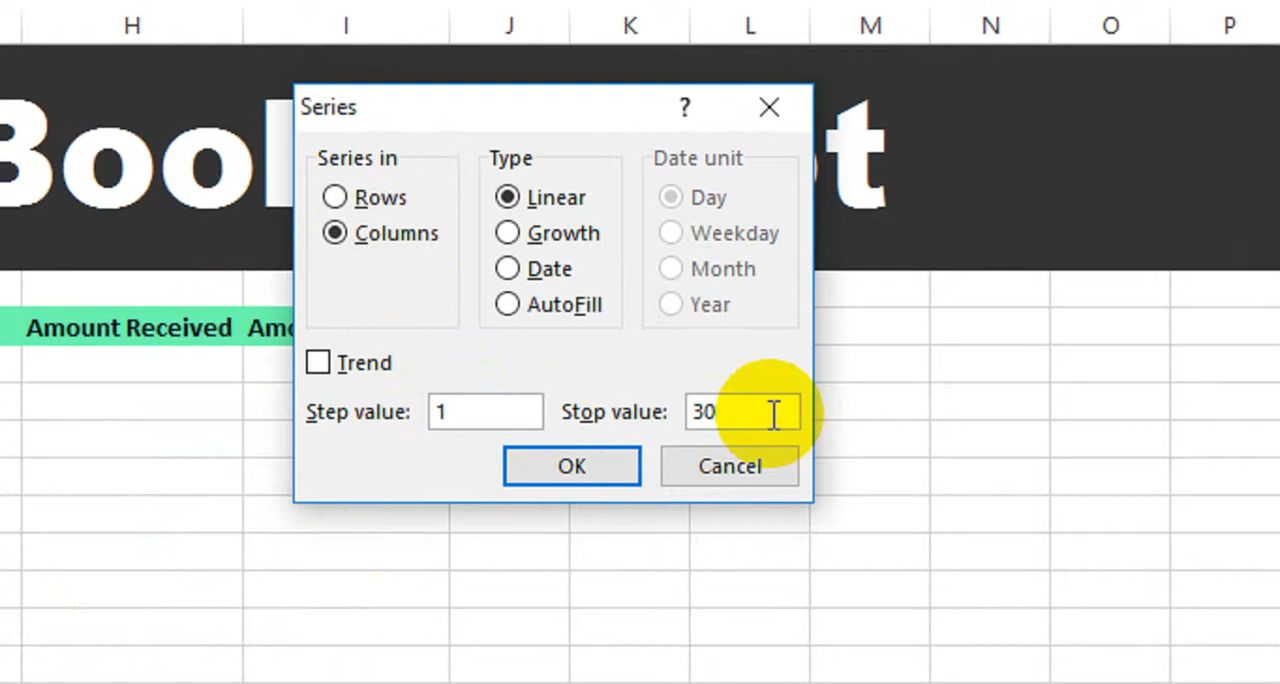 H I J K L M N O P
Series ?
Boo t
Series in Type Date unit
Rows Linear Day
Columns Growth Weekday
Date Month
AutoFill Year
Amount Received
Trend
Step value: 1 Stop value: 30
OK Cancel